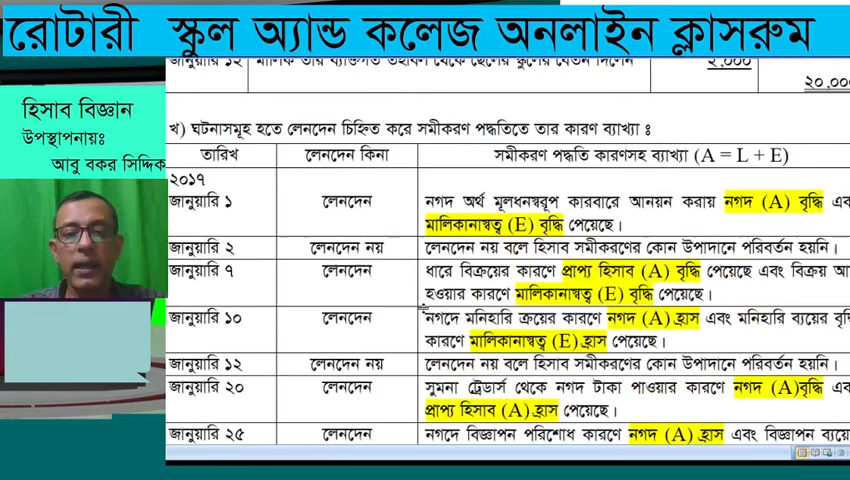 রোটারী স্কুল অ্যান্ড কলেজ অনলাইন ক্লাসরুম
হিসাব বিজ্ঞান
উপস্থাপনায়ঃ
আবু বকর সিদ্দিক
জানুয়ারি ১২ মালিক তার ব্যক্তিগত তহবিল থেকে ছেলের স্কুলের বেতন দিলেন ২,০০০
২০,০০০
খ) ঘটনাসমূহ হতে লেনদেন চিহ্নিত করে সমীকরণ পদ্ধতিতে তার কারণ ব্যাখ্যা ঃ
তারিখ লেনদেন কিনা সমীকরণ পদ্ধতি কারণসহ ব্যাখ্যা (A = L + E)
২০১৭
জানুয়ারি ১ লেনদেন নগদ অর্থ মূলধনস্বরূপ কারবারে আনয়ন করায় নগদ (A) বৃদ্ধি এবং
মালিকানাস্বত্ব (E) বৃদ্ধি পেয়েছে।
জানুয়ারি ২ লেনদেন নয় লেনদেন নয় বলে হিসাব সমীকরণের কোন উপাদানে পরিবর্তন হয়নি।
জানুয়ারি ৭ লেনদেন ধারে বিক্রয়ের কারণে প্রাপ্য হিসাব (A) বৃদ্ধি পেয়েছে এবং বিক্রয় আ
হওয়ার কারণে মালিকানাস্বত্ব (E) বৃদ্ধি পেয়েছে।
জানুয়ারি ১০ লেনদেন নগদে মনিহারি ক্রয়ের কারণে নগদ (A) হ্রাস এবং মনিহারি ব্যয়ের বৃদ্ধি
কারণে মালিকানাস্বত্ব (E) হ্রাস পেয়েছে।
জানুয়ারি ১২ লেনদেন নয় লেনদেন নয় বলে হিসাব সমীকরণের কোন উপাদানে পরিবর্তন হয়নি।
জানুয়ারি ২০ লেনদেন সুমনা ট্রেডার্স থেকে নগদ টাকা পাওয়ার কারণে নগদ (A)বৃদ্ধি এবং
প্রাপ্য হিসাব (A) হ্রাস পেয়েছে।
জানুয়ারি ২৫ লেনদেন নগদে বিজ্ঞাপন পরিশোধ কারণে নগদ (A) হ্রাস এবং বিজ্ঞাপন ব্যয়ে